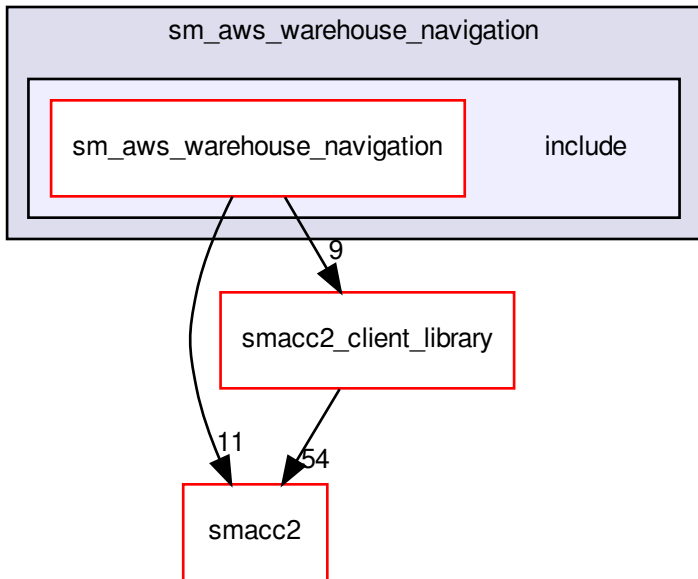 sm_aws_warehouse_navigation
sm_aws_warehouse_navigation
include
9
smacc2_client_library
11
54
smacc2